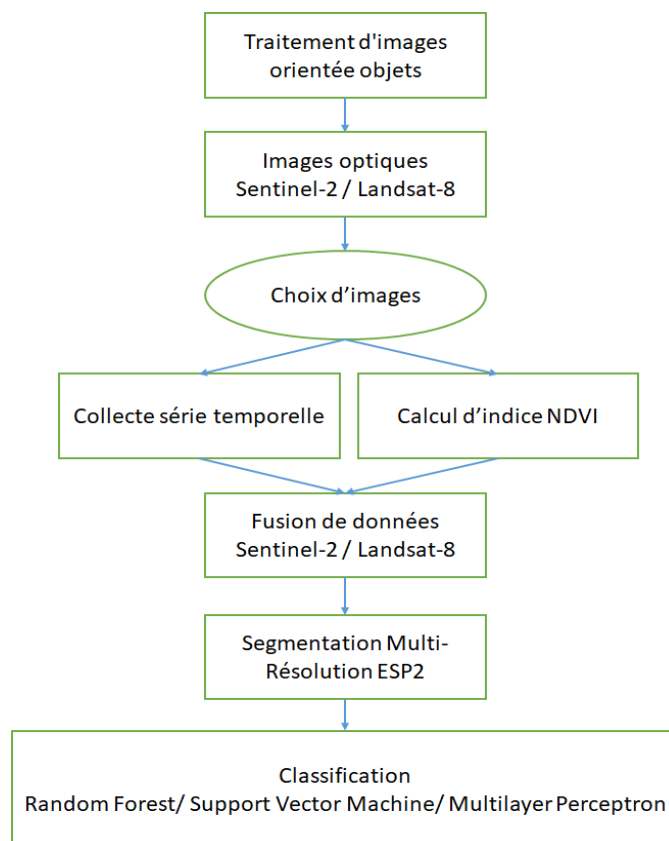 Traitement d'images
orientée objets
Images optiques
Sentinel-2 / Landsat-8
Choix d’images
Collecte série temporelle
Calcul d’indice NDVI
Fusion de données
Sentinel-2 / Landsat-8
Segmentation Multi-
Résolution ESP2
Classification
Random Forest/ Support Vector Machine/ Multilayer Perceptron